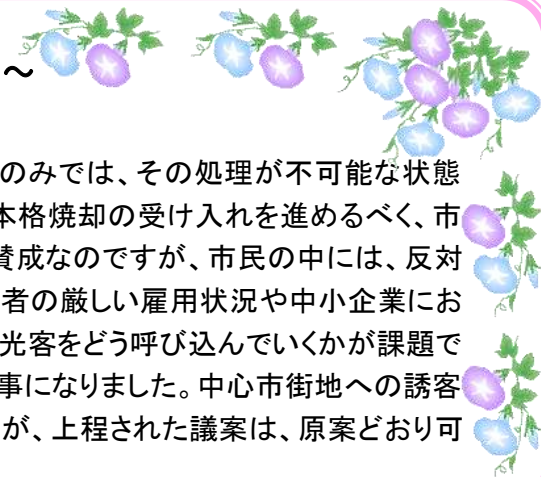 ～
のみでは、その処理が不可能な状態
本格焼却の受け入れを進めるべく、市
賛成なのですが、市民の中には、反対
者の厳しい雇用状況や中小企業にお
光客をどう呼び込んでいくかが課題で
事になりました。中心市街地への誘客
が、上程された議案は、原案どおり可